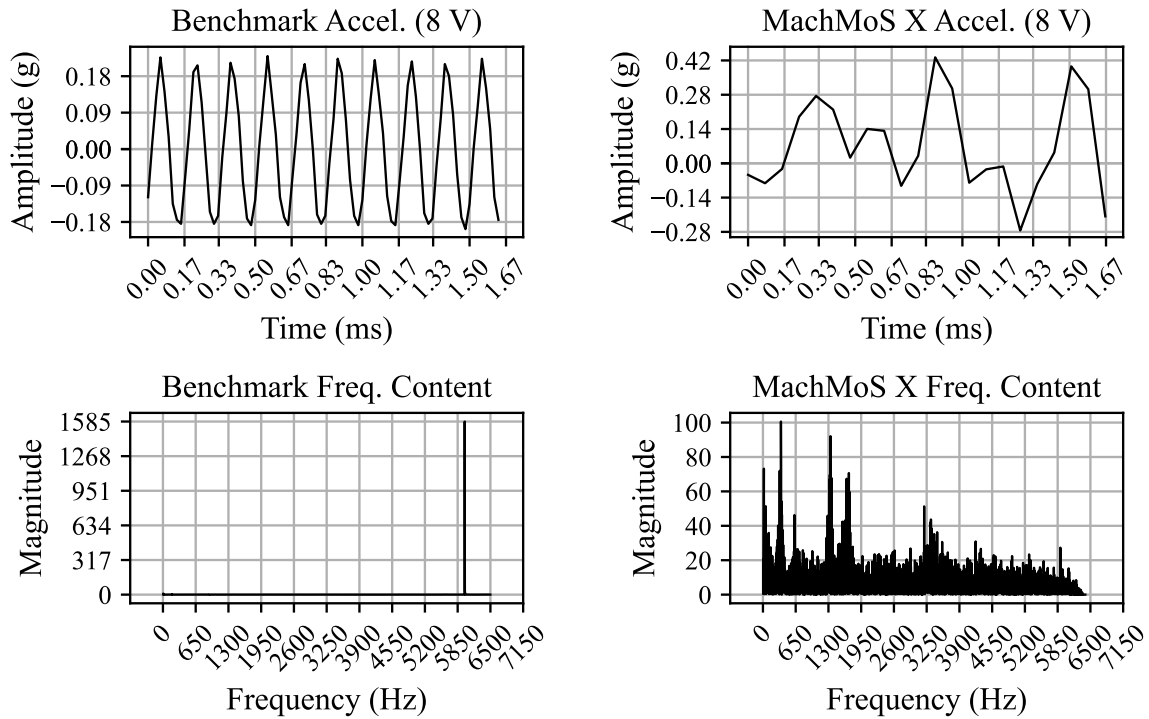 Benchmark Accel. (8 V)
Amplitude (g)
0.18
0.09
0.00
−0.09
−0.18
0.00 0.17 0.33 0.50 0.67 0.83 1.00 1.17 1.33 1.50 1.67
Time (ms)
MachMoS X Accel. (8 V)
Amplitude (g)
0.42
0.28
0.14
0.00
−0.14
−0.28
0.00 0.17 0.33 0.50 0.67 0.83 1.00 1.17 1.33 1.50 1.67
Time (ms)
Benchmark Freq. Content
Magnitude
1585
1268
951
634
317
0
0 650 1300 1950 2600 3250 3900 4550 5200 5850 6500 7150
Frequency (Hz)
MachMoS X Freq. Content
Magnitude
100
80
60
40
20
0
0 650 1300 1950 2600 3250 3900 4550 5200 5850 6500 7150
Frequency (Hz)